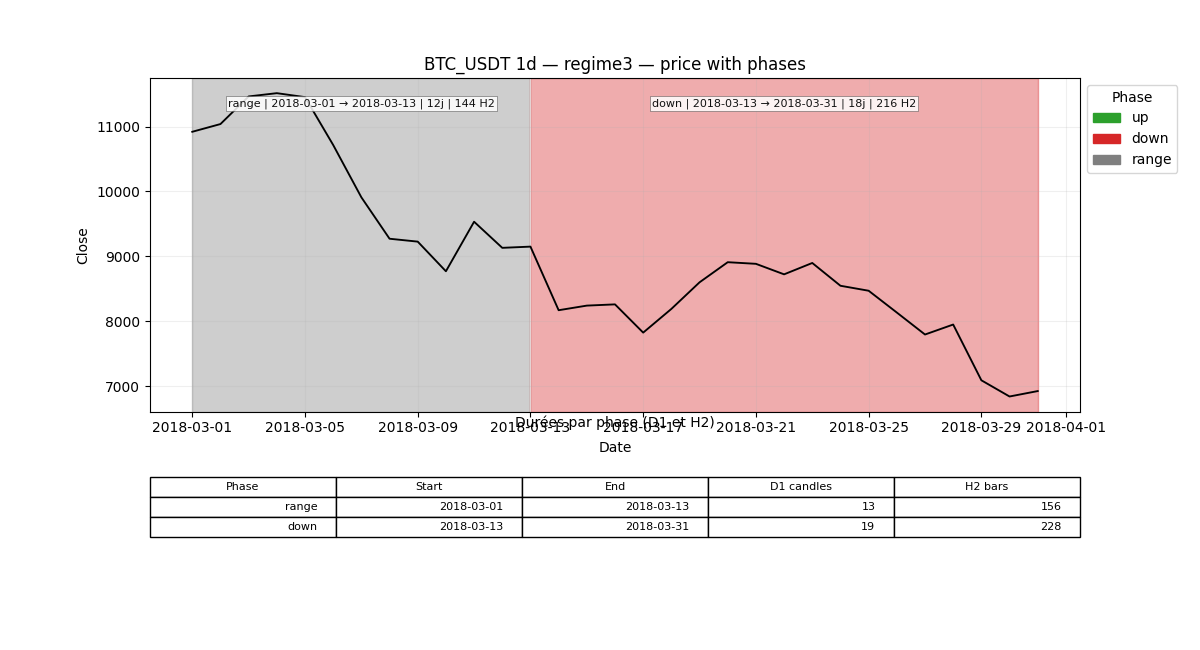 BTC_USDT 1d — regime3 — price with phases
range | 2018-03-01 → 2018-03-13 | 12j | 144 H2
down | 2018-03-13 → 2018-03-31 | 18j | 216 H2
Phase
up
down
range
Close
11000
10000
9000
8000
7000
2018-03-01 2018-03-05 2018-03-09 2018-03-13 2018-03-17 2018-03-21 2018-03-25 2018-03-29 2018-04-01
Durées par phase (D1 et H2)
Date
Phase Start End D1 candles H2 bars
range 2018-03-01 2018-03-13 13 156
down 2018-03-13 2018-03-31 19 228